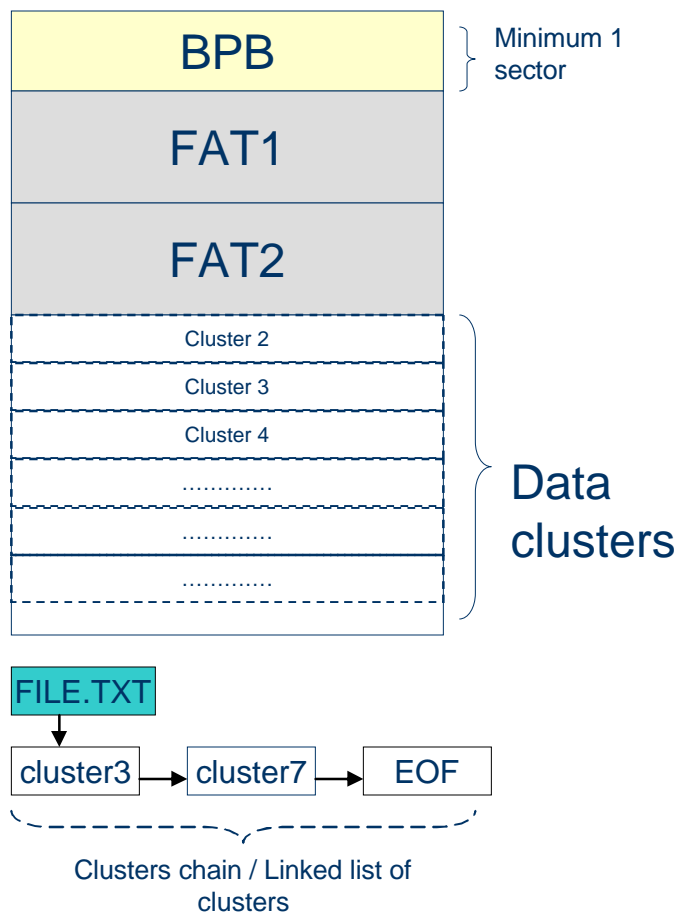 BPB
Minimum 1
sector
FAT1
FAT2
Cluster 2
Cluster 3
Cluster 4
.............
.............
.............
Data
clusters
FILE.TXT
cluster3
cluster7
EOF
Clusters chain / Linked list of
clusters